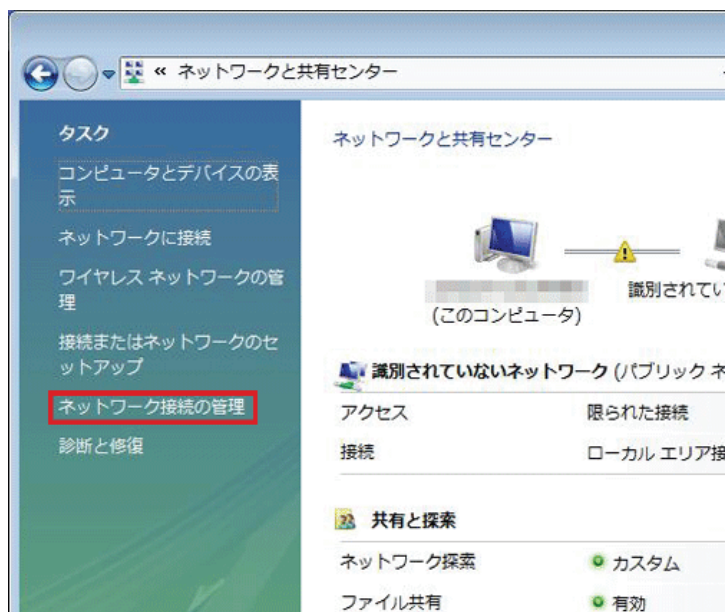 « ネットワークと共有センター
タスク
コンピュータとデバイスの表
示
ネットワークに接続
ワイヤレス ネットワークの管
理
接続またはネットワークのセ
ットアップ
ネットワーク接続の管理
診断と修復
ネットワークと共有センター
(このコンピュータ)
識別されてい
識別されていないネットワーク (パブリック ネ
アクセス
限られた接続
接続
ローカル エリア接
共有と探索
ネットワーク探索
カスタム
ファイル共有
有効